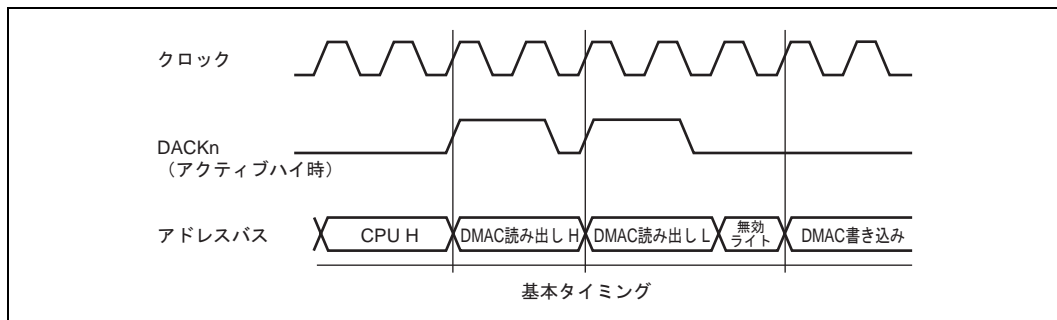 クロック
DACKn
（アクティブハイ時）
アドレスバス
CPU H
DMAC読み出し H
DMAC読み出し L
無効
ライト
DMAC書き込み
基本タイミング